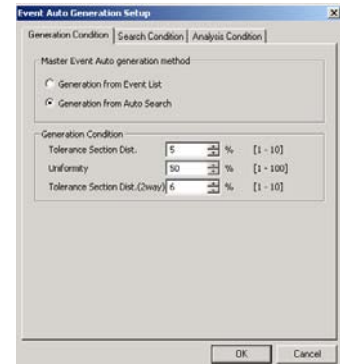 Event Auto Generation Setup
Generation Condition Search Condition Analysis Condition
Master Event Auto generation method
Generation from Event List
Generation from Auto Search
Generation Condition
Tolerance Section Dist. 5 % [1 - 10]
Uniformity 50 % [1 - 100]
Tolerance Section Dist.(2way) 6 % [1 - 10]
OK Cancel